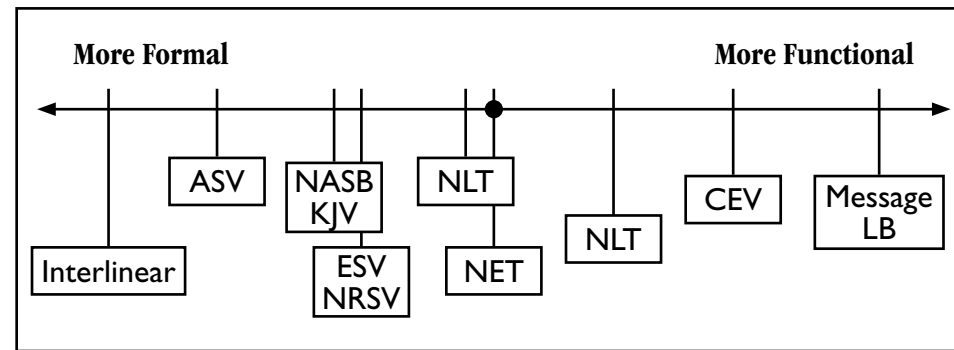 More Formal
More Functional
ASV
NASB
KJV
NLT
CEV
Message
LB
NLT
Interlinear
ESV
NRSV
NET